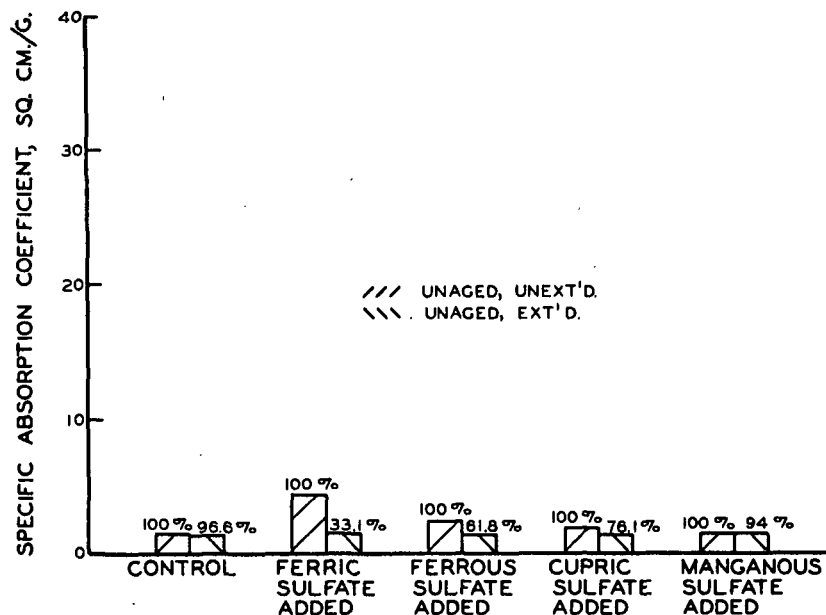 SPECIFIC ABSORPTION COEFFICIENT, SQ. CM./G.
40
30
20
10
0
/// UNAGED, UNEXT'D.
\\\ . UNAGED, EXT'D.
100 % 96.6 %
100 % 33.1 %
100 % 61.8 %
100 % 76.1 %
100 % 94 %
CONTROL
FERRIC
SULFATE
ADDED
FERROUS
SULFATE
ADDED
CUPRIC
SULFATE
ADDED
MANGANOUS
SULFATE
ADDED